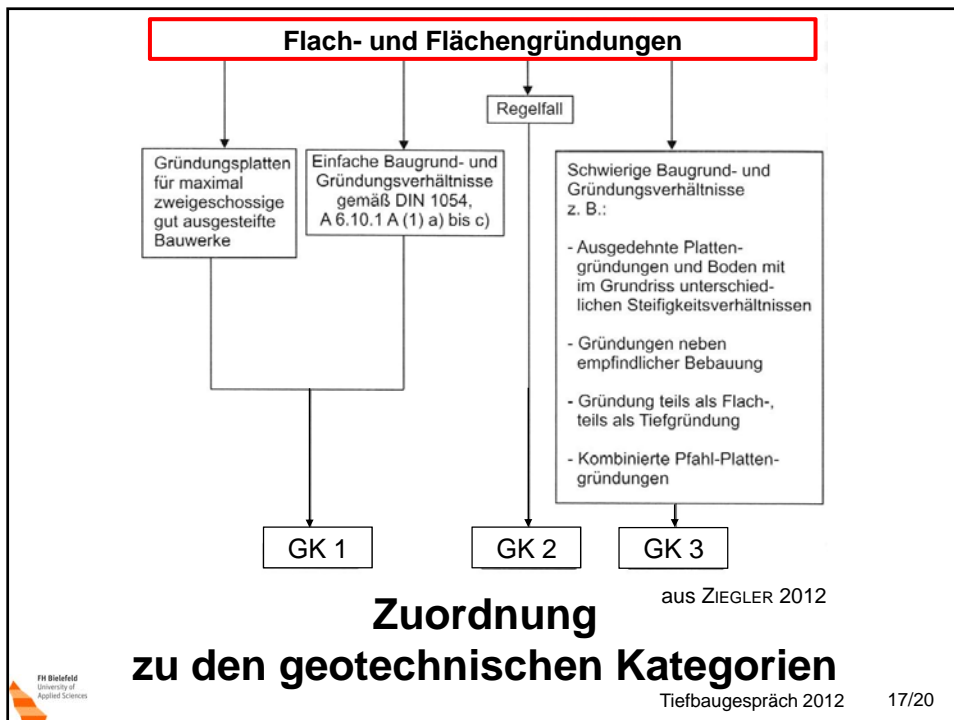 Flach- und Flächengründungen
Regelfall
Gründungsplatten
für maximal
zweigeschossige
gut ausgesteifte
Bauwerke
Einfache Baugrund- und
Gründungsverhältnisse
gemäß DIN 1054,
A 6.10.1 A (1) a) bis c)
Schwierige Baugrund- und
Gründungsverhältnisse
z. B.:
- Ausgedehnte Platten-
gründungen und Boden mit
im Grundriss unterschied-
lichen Steifigkeitsverhältnissen
- Gründungen neben
empfindlicher Bebauung
- Gründung teils als Flach-,
teils als Tiefgründung
- Kombinierte Pfahl-Platten-
gründungen
GK 1
GK 2
GK 3
aus ZIEGLER 2012
Zuordnung
zu den geotechnischen Kategorien
FH Bielefeld
University of
Applied Sciences
Tiefbaugespräch 2012
17/20